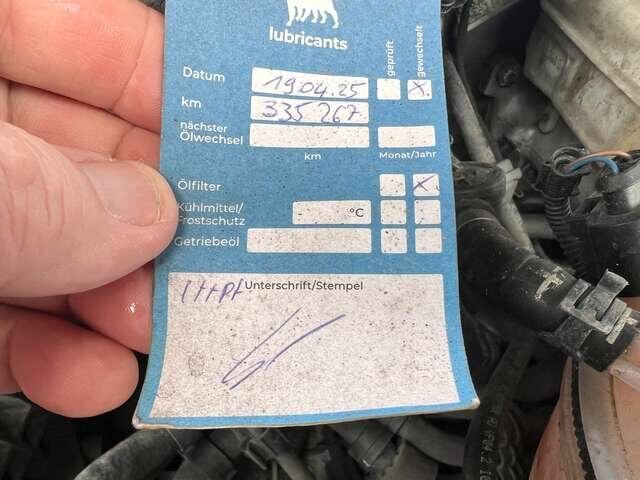 lubricants
geprüft
gewechselt
Datum 19.04.25 X
km 335 267
nächster
Ölwechsel
km Monat/Jahr
Ölfilter X
Kühlmittel/
Frostschutz °C
Getriebeöl
Unterschrift/Stempel